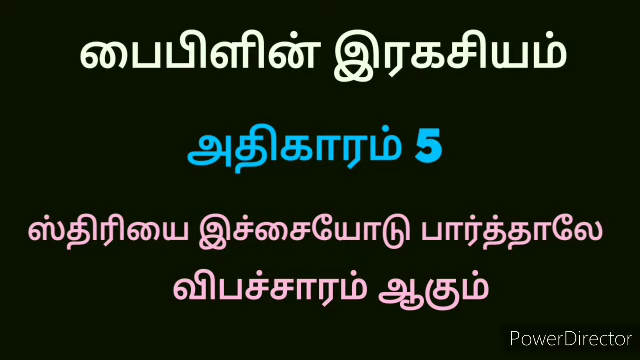 பைபிளின் இரகசியம்
அதிகாரம் 5
ஸ்திரியை இச்சையோடு பார்த்தாலே
விபச்சாரம் ஆகும்
PowerDirector